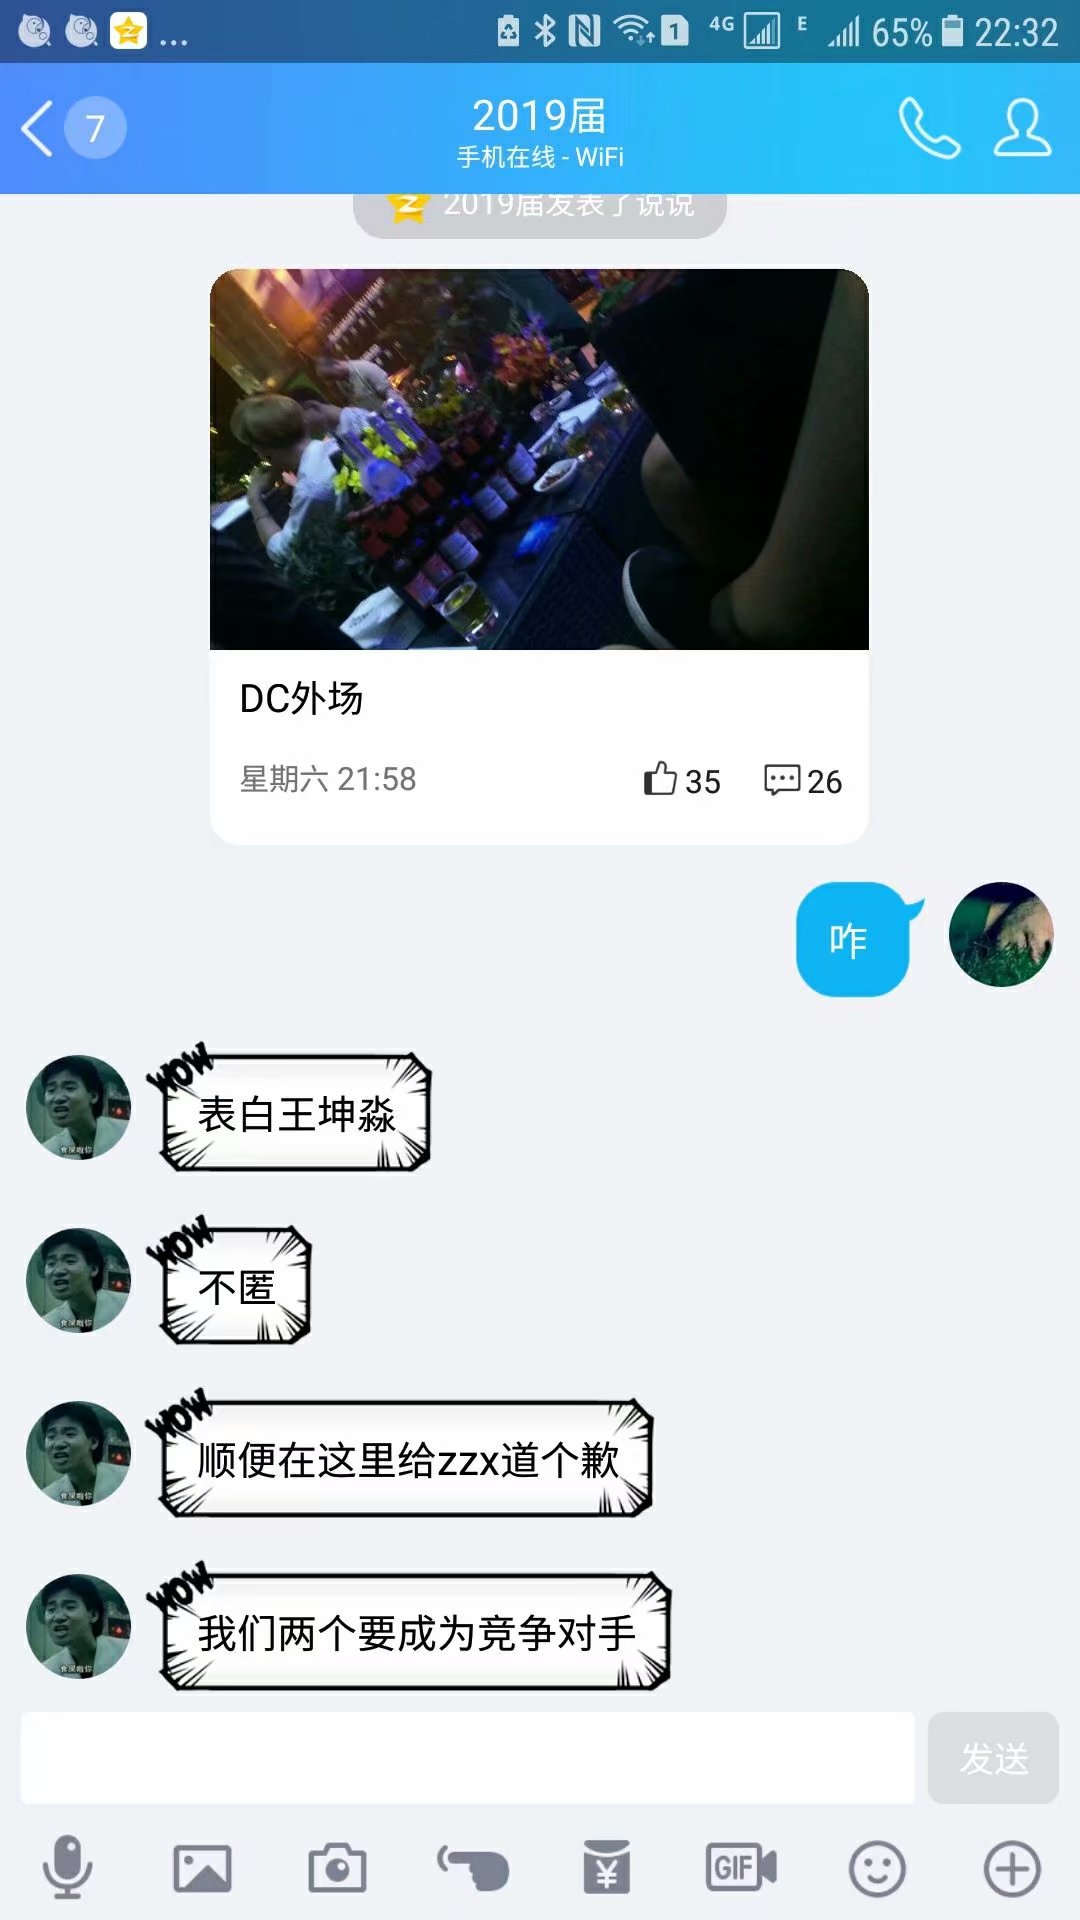 ... 1 4G E 65% 22:32
7
2019届
手机在线 - WiFi
2019届发表了说说
DC外场
星期六 21:58 35 26
咋
WOW
表白王坤淼
WOW
不匿
WOW
顺便在这里给zzx道个歉
WOW
我们两个要成为竞争对手
发送
GIF